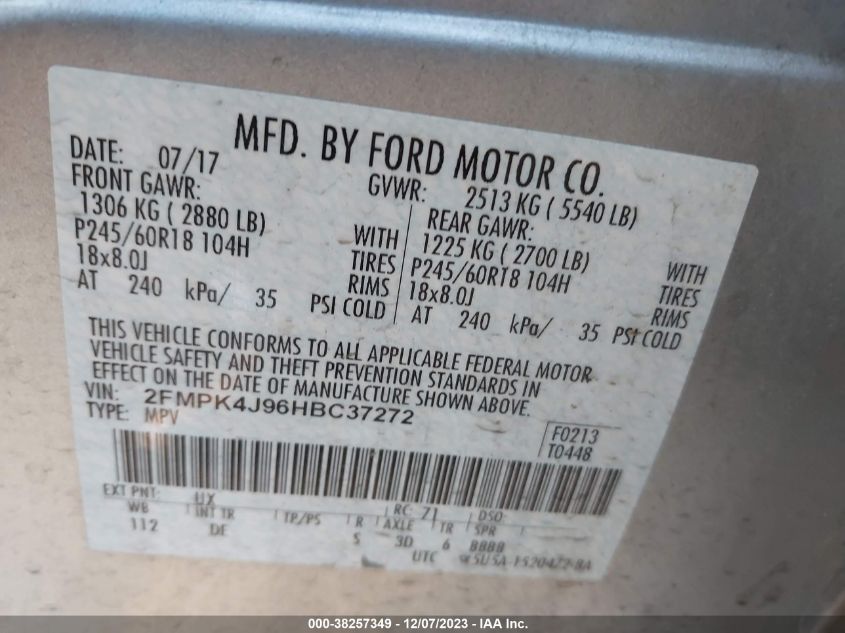 MFD. BY FORD MOTOR CO.
DATE: 07/17 GVWR: 2513 KG ( 5540 LB)
FRONT GAWR: REAR GAWR:
1306 KG ( 2880 LB) WITH 1225 KG ( 2700 LB) WITH
P245/60R18 104H TIRES P245/60R18 104H TIRES
18x8.0J RIMS 18x8.0J RIMS
AT 240 kPa/ 35 PSI COLD AT 240 kPa/ 35 PSI COLD
THIS VEHICLE CONFORMS TO ALL APPLICABLE FEDERAL MOTOR
VEHICLE SAFETY AND THEFT PREVENTION STANDARDS IN
EFFECT ON THE DATE OF MANUFACTURE SHOWN ABOVE.
VIN: 2FMPK4J96HBC37272
TYPE: MPV
F0213
T0448
EXT PNT: UX RC: 71 DSO:
WB INT TR TP/PS R AXLE TR SPR
112 DF S 3D 6 BBBB
UTC
000-38257349 - 12/07/2023 - IAA Inc.